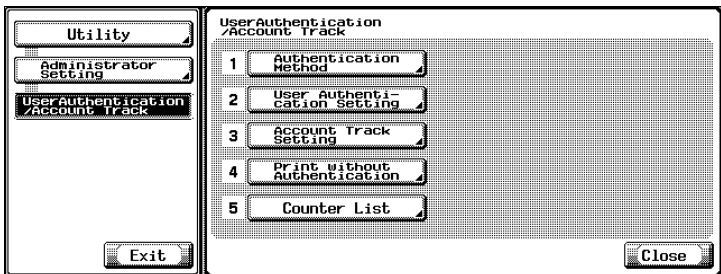 Utility
Administrator
Setting
UserAuthentication
/Account Track
Exit
UserAuthentication
/Account Track
1 Authentication
Method
2 User Authenti-
cation Setting
3 Account Track
Setting
4 Print without
Authentication
5 Counter List
Close